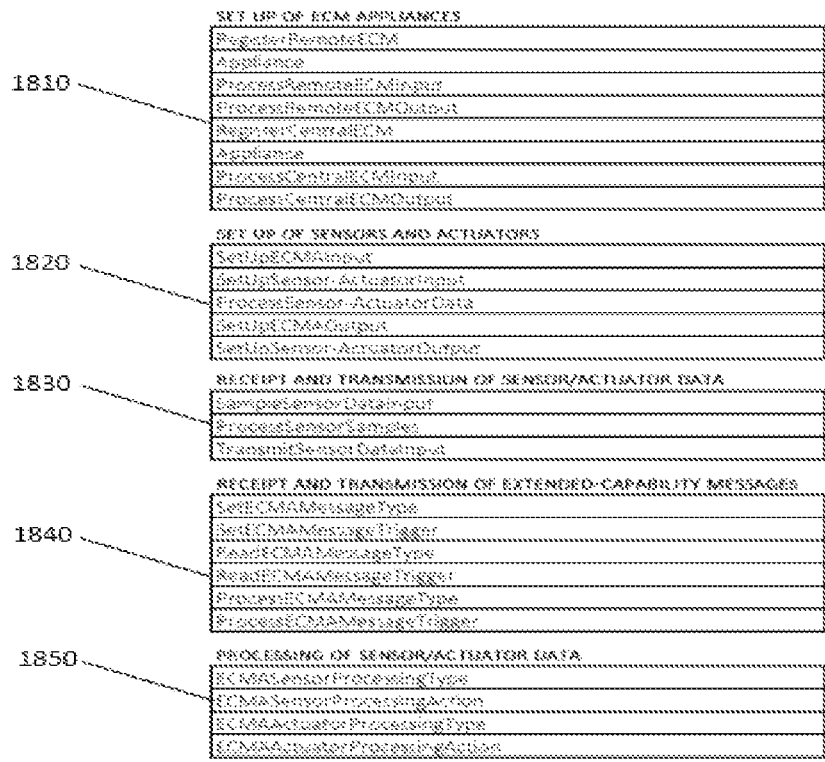 SET UP OF ECM APPLIANCES
RegisterRemoteECM
Appliance
1810
ProcessRemoteECMInput
ProcessRemoteECMOutput
RegisterCentralECM
Appliance
ProcessCentralECMInput
ProcessCentralECMOutput
SET UP OF SENSORS AND ACTUATORS
1820
SetUpECMAInput
SetUpSensor-ActuatorInput
ProcessSensor-ActuatorData
SetUpECMAOutput
SetUpSensor-ActuatorOutput
1830
RECEIPT AND TRANSMISSION OF SENSOR/ACTUATOR DATA
SampleSensorDataInput
ProcessSensorSamples
TransmitSensorDataInput
RECEIPT AND TRANSMISSION OF EXTENDED-CAPABILITY MESSAGES
SetECMAMessageType
SetECMAMessageTrigger
1840
ReadECMAMessageType
ReadECMAMessageTrigger
ProcessECMAMessageType
ProcessECMAMessageTrigger
1850
PROCESSING OF SENSOR/ACTUATOR DATA
ECMASensorProcessingType
ECMASensorProcessingAction
ECMAActuatorProcessingType
ECMAActuatorProcessingAction